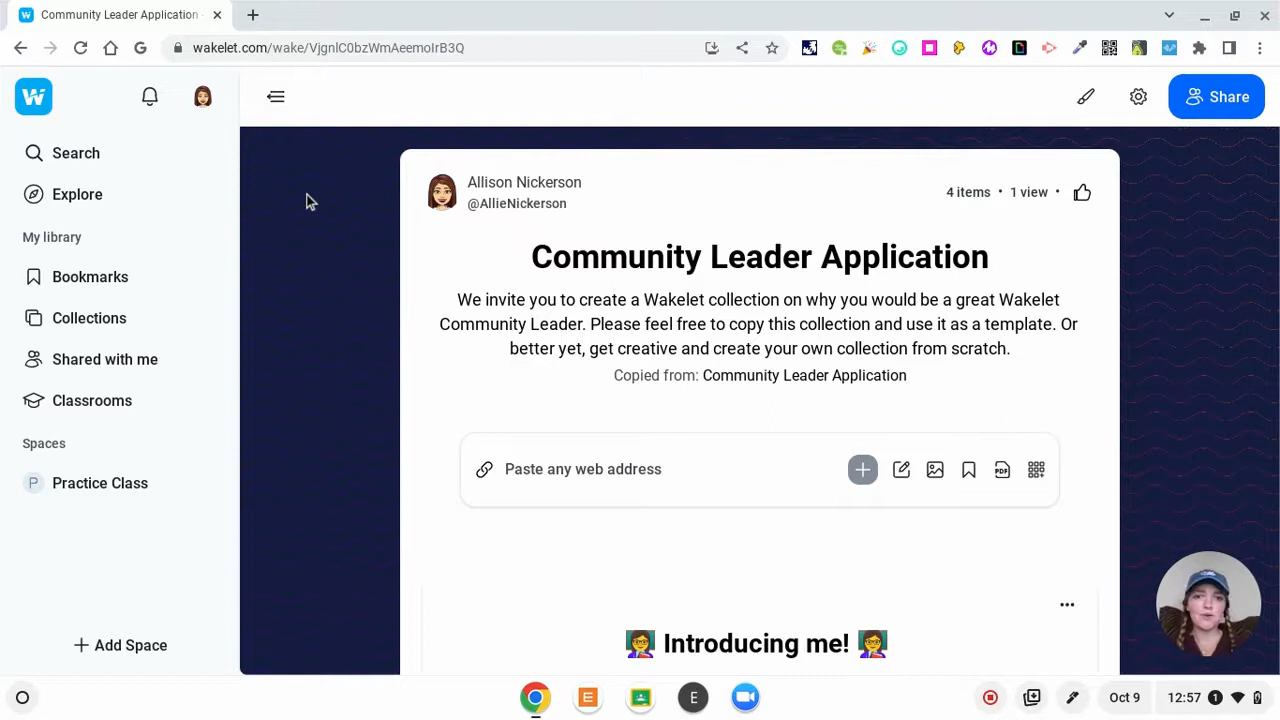 Community Leader Application
wakelet.com/wake/VjgnlC0bzWmAeemoIrB3Q
W
Share
Search
Explore
My library
Bookmarks
Collections
Shared with me
Classrooms
Spaces
P Practice Class
Add Space
Allison Nickerson
@AllieNickerson
4 items • 1 view •
Community Leader Application
We invite you to create a Wakelet collection on why you would be a great Wakelet
Community Leader. Please feel free to copy this collection and use it as a template. Or
better yet, get creative and create your own collection from scratch.
Copied from: Community Leader Application
Paste any web address
PDF
Introducing me!
E
E
Oct 9
12:57
1